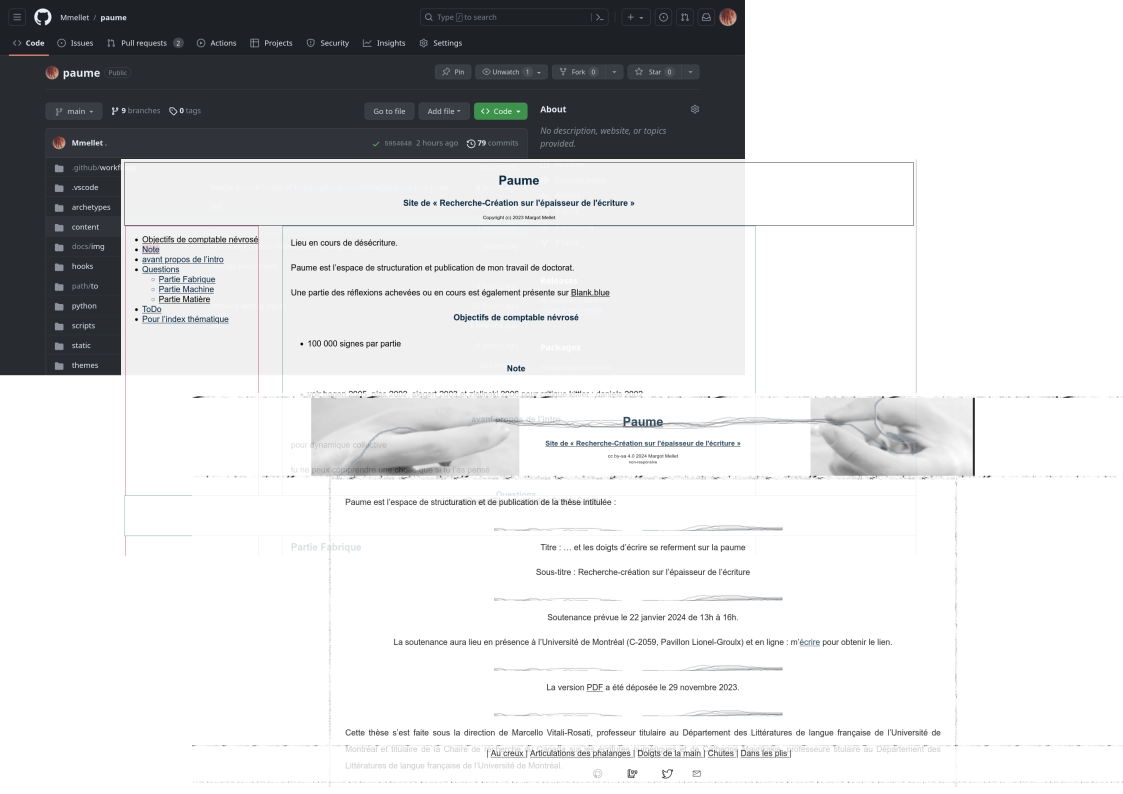 Mmellet / paume
Type / to search
Code Issues Pull requests 2 Actions Projects Security Insights Settings
paume Public
Pin Unwatch 1 Fork 0 Star 0
main 9 branches 0 tags
Go to file Add file Code
About
No description, website, or topics
provided.
Mmellet .
5954648 2 hours ago 79 commits
.github/workf
.vscode
archetypes
content
docs/img
hooks
path/to
python
scripts
static
themes
Packages
Paume
Site de « Recherche-Création sur l'épaisseur de l'écriture »
Copyright (c) 2023 Margot Mellet
Objectifs de comptable névrosé
Note
avant propos de l'intro
Questions
Partie Fabrique
Partie Machine
Partie Matière
ToDo
Pour l'index thématique
Lieu en cours de désécriture.
Paume est l'espace de structuration et publication de mon travail de doctorat.
Une partie des réflexions achevées ou en cours est également présente sur Blank.blue
Objectifs de comptable névrosé
100 000 signes par partie
Note
avant propos de l'intro
pour dynamique collective
tu ne peux comprendre une chose que si tu l'as pensé
Questions
Partie Fabrique
Paume
Site de « Recherche-Création sur l'épaisseur de l'écriture »
cc by-sa 4.0 2024 Margot Mellet
non-responsive
Paume est l'espace de structuration et de publication de la thèse intitulée :
Titre : … et les doigts d'écrire se referment sur la paume
Sous-titre : Recherche-création sur l'épaisseur de l'écriture
Soutenance prévue le 22 janvier 2024 de 13h à 16h.
La soutenance aura lieu en présence à l'Université de Montréal (C-2059, Pavillon Lionel-Groulx) et en ligne : m'écrire pour obtenir le lien.
La version PDF a été déposée le 29 novembre 2023.
Cette thèse s'est faite sous la direction de Marcello Vitali-Rosati, professeur titulaire au Département des Littératures de langue française de l'Université de
Montréal et titulaire de la Chaire de professeure titulaire au Département des
| Au creux | Articulations des phalanges | Doigts de la main | Chutes | Dans les plis |
Littératures de langue française de l'Université de Montréal.